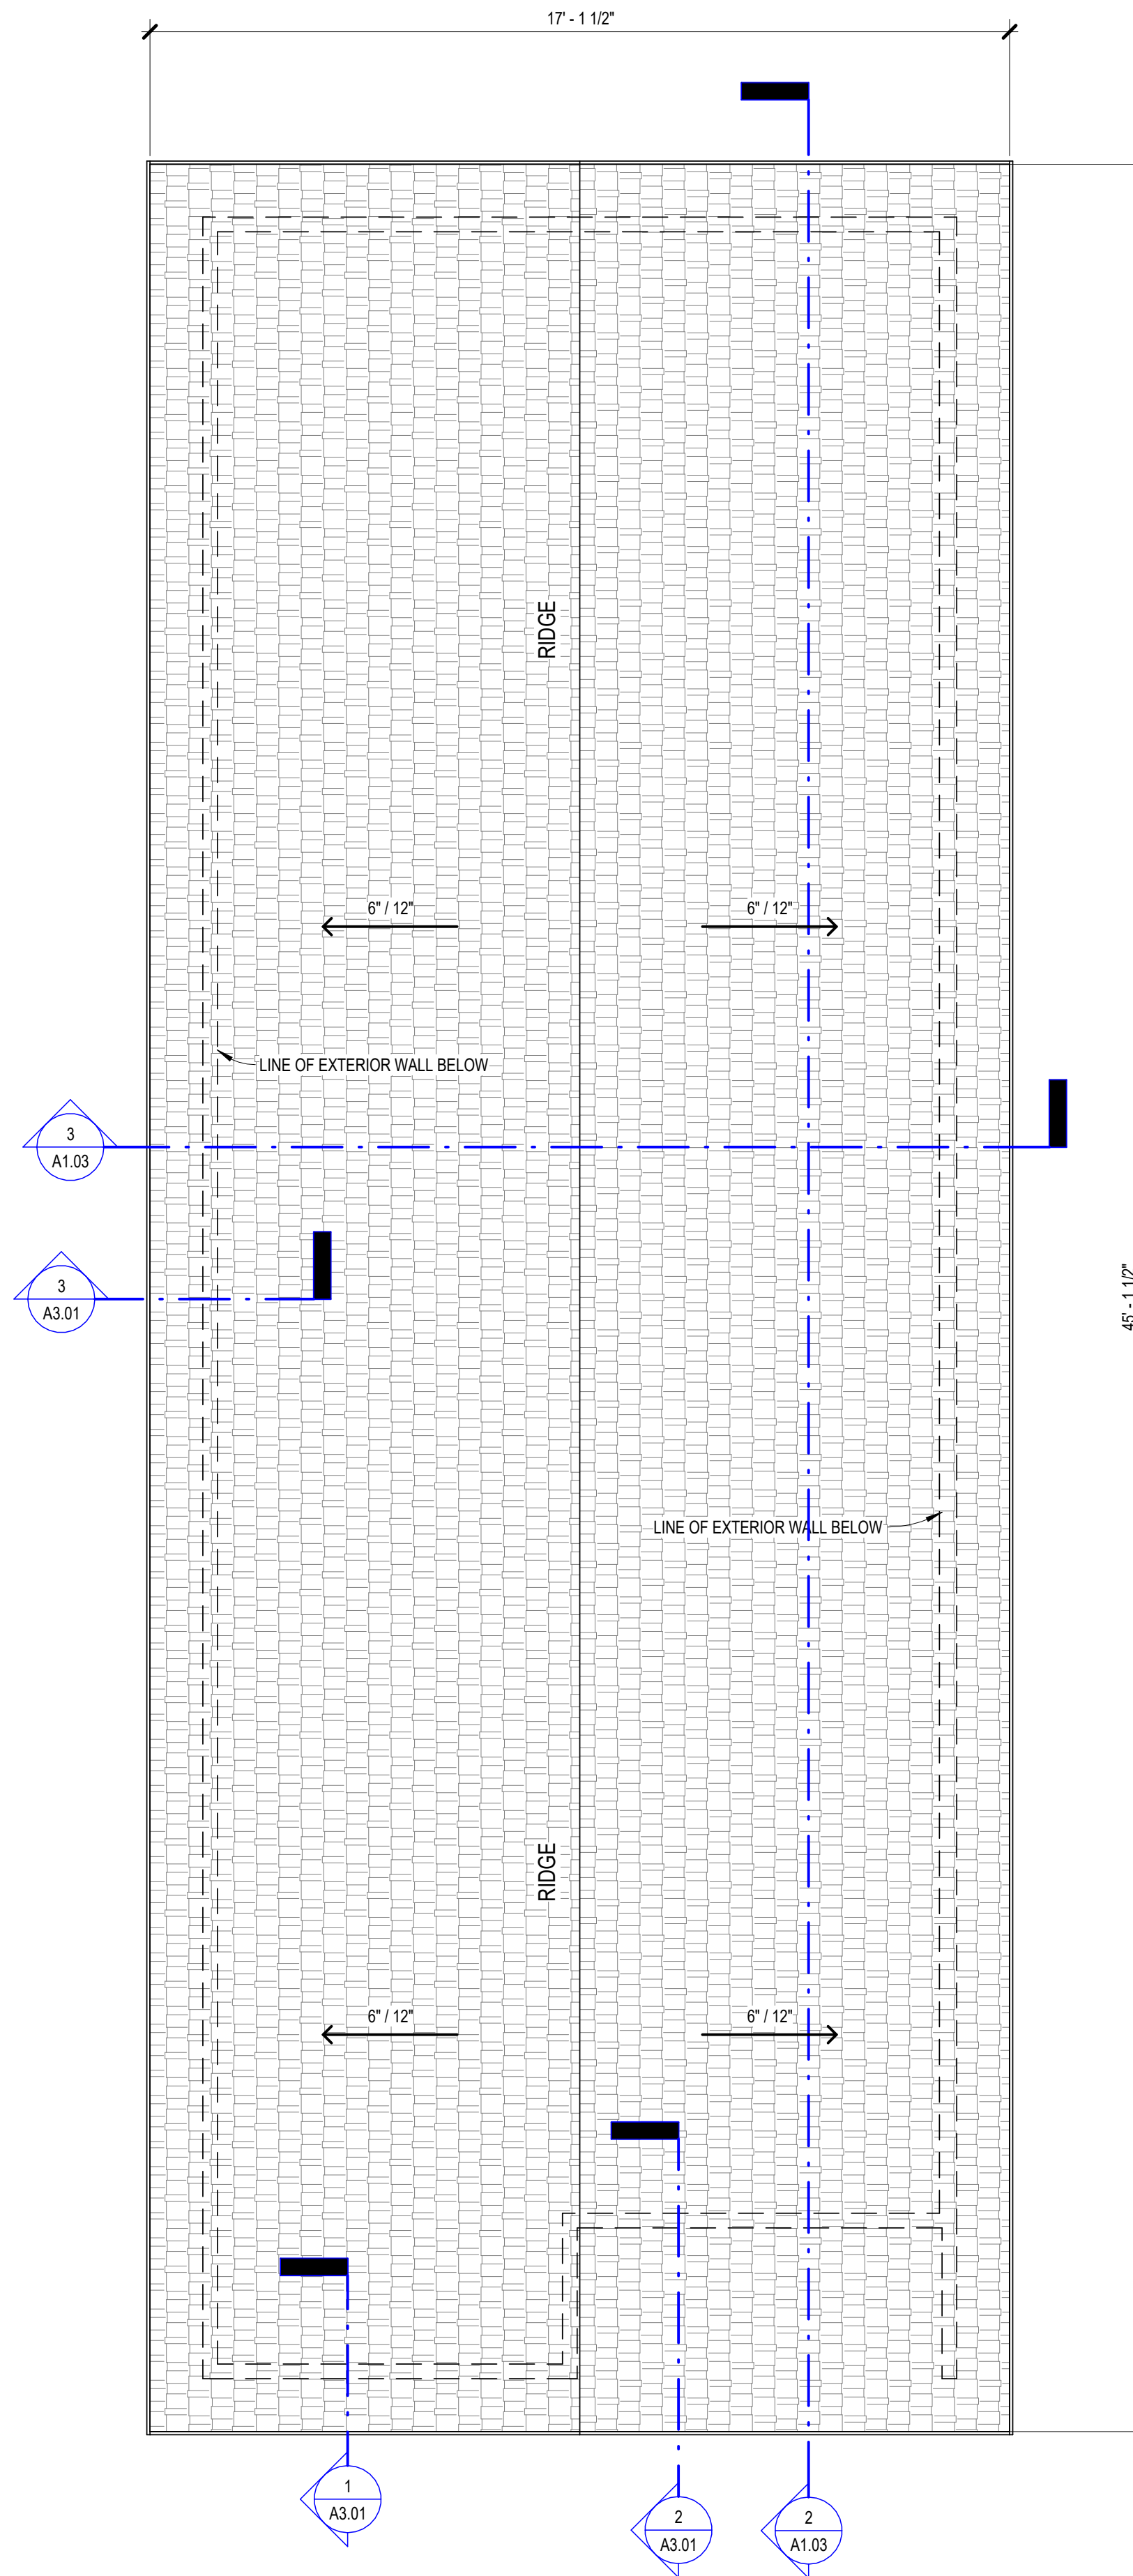 17' - 1 1/2"
RIDGE
6" / 12"
6" / 12"
LINE OF EXTERIOR WALL BELOW
3
A1.03
45' - 1 1/2"
3
A3.01
LINE OF EXTERIOR WALL BELOW
RIDGE
6" / 12"
6" / 12"
1
A3.01
2
A3.01
2
A1.03